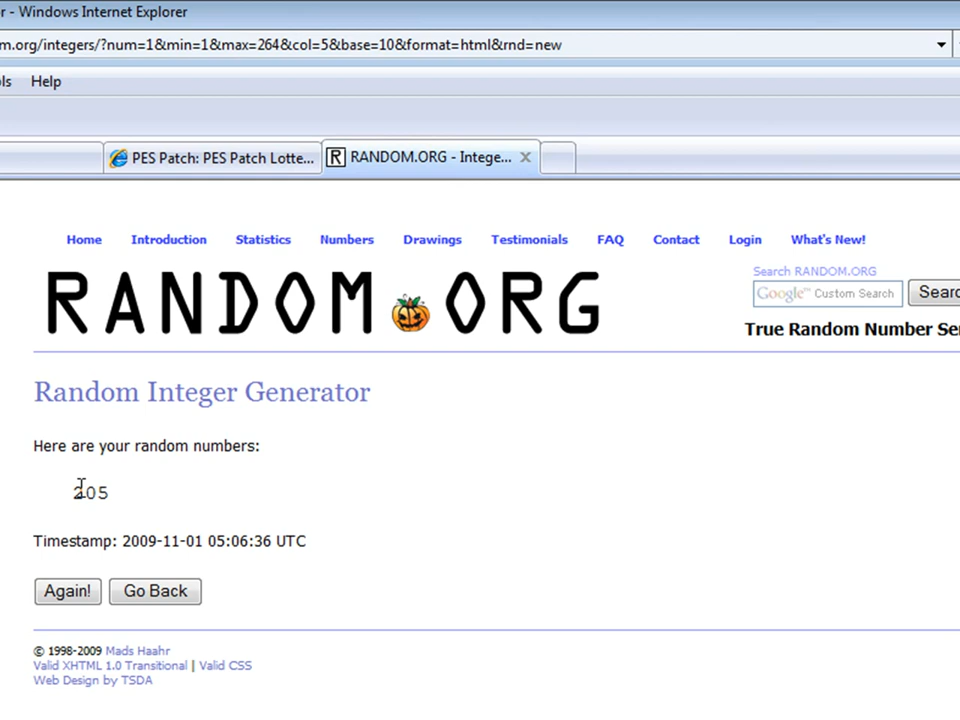 r - Windows Internet Explorer
m.org/integers/?num=1&min=1&max=264&col=5&base=10&format=html&rnd=new
ls Help
PES Patch: PES Patch Lotte... RANDOM.ORG - Intege...
Home Introduction Statistics Numbers Drawings Testimonials FAQ Contact Login What's New!
RANDOM ORG
Search RANDOM.ORG
Google Custom Search Searc
True Random Number Ser
Random Integer Generator
Here are your random numbers:
205
Timestamp: 2009-11-01 05:06:36 UTC
Again! Go Back
© 1998-2009 Mads Haahr
Valid XHTML 1.0 Transitional | Valid CSS
Web Design by TSDA